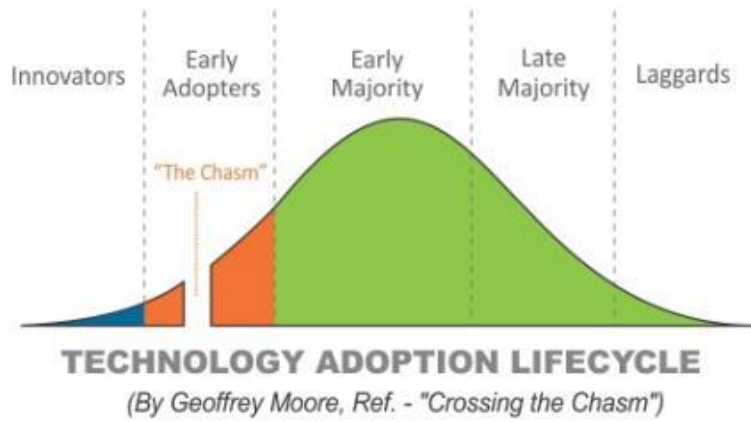 Innovators
Early
Adopters
Early
Majority
Late
Majority
Laggards
"The Chasm"
TECHNOLOGY ADOPTION LIFECYCLE
(By Geoffrey Moore, Ref. - "Crossing the Chasm")